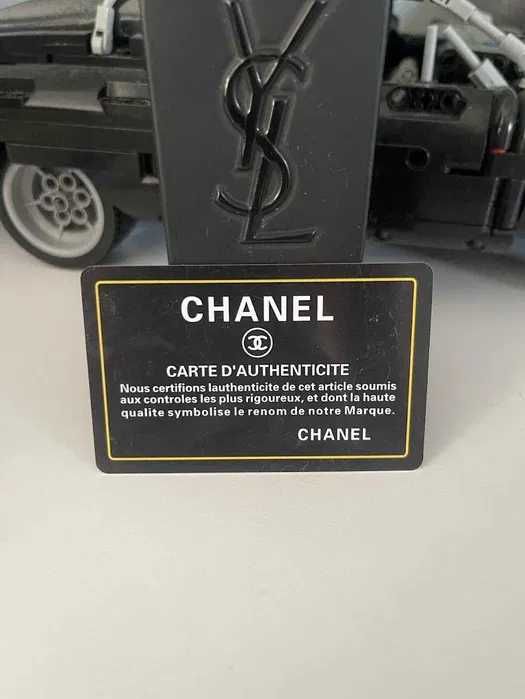 YSL
CHANEL
CARTE D'AUTHENTICITE
Nous certifions lauthenticite de cet article soumis
aux controles les plus rigoureux, et dont la haute
qualite symbolise le renom de notre Marque.
CHANEL